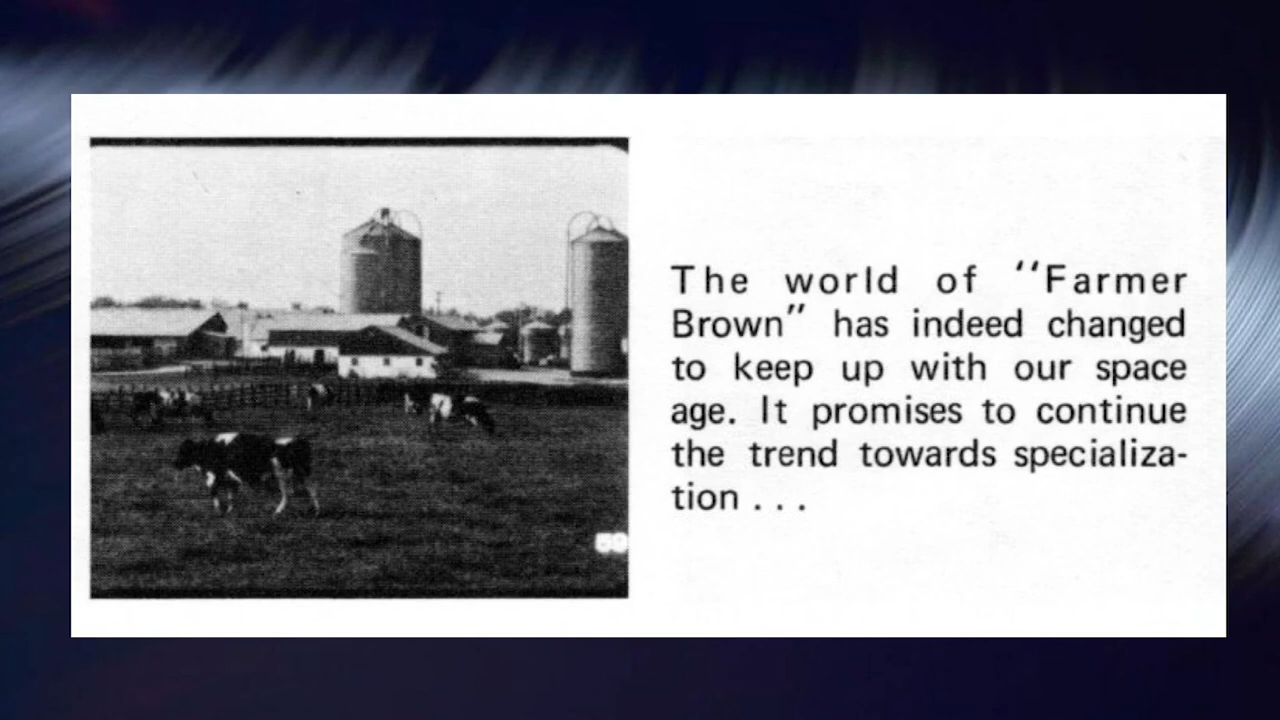 The world of ‘‘Farmer
Brown’’ has indeed changed
to keep up with our space
age. It promises to continue
the trend towards specializa-
tion . . .
59